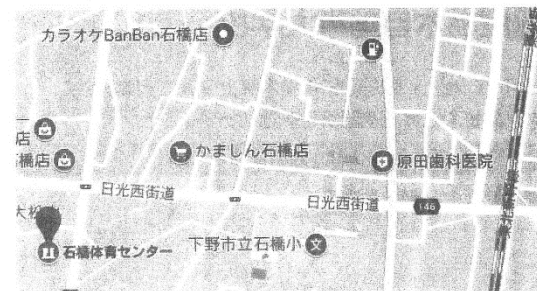 カラオケBanBan石橋店
店
橋店
かましん石橋店
原田歯科医院
日光西街道
日光西街道
146
大松山
石橋体育センター
下野市立石橋小
文